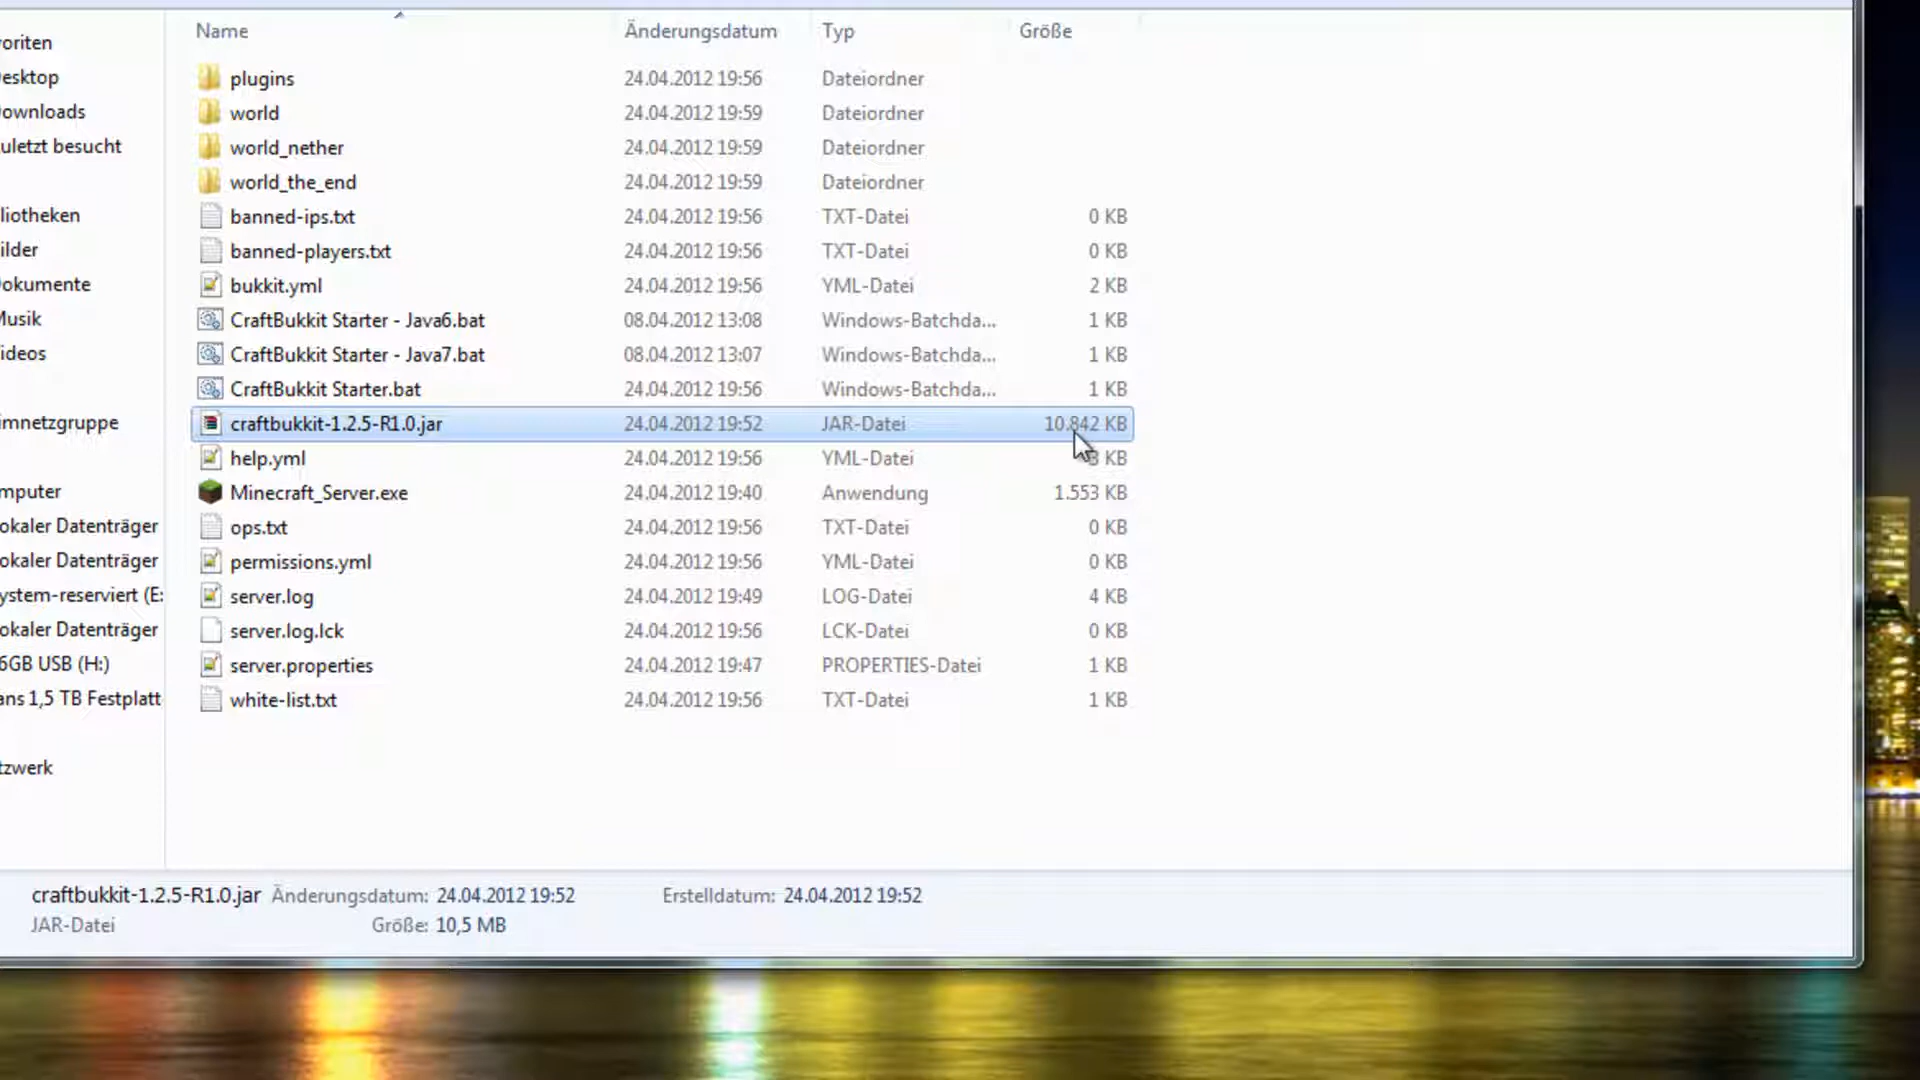 Name Änderungsdatum Typ Größe
plugins 24.04.2012 19:56 Dateiordner
world 24.04.2012 19:59 Dateiordner
world_nether 24.04.2012 19:59 Dateiordner
world_the_end 24.04.2012 19:59 Dateiordner
banned-ips.txt 24.04.2012 19:56 TXT-Datei 0 KB
banned-players.txt 24.04.2012 19:56 TXT-Datei 0 KB
bukkit.yml 24.04.2012 19:56 YML-Datei 2 KB
CraftBukkit Starter - Java6.bat 08.04.2012 13:08 Windows-Batchda... 1 KB
CraftBukkit Starter - Java7.bat 08.04.2012 13:07 Windows-Batchda... 1 KB
CraftBukkit Starter.bat 24.04.2012 19:56 Windows-Batchda... 1 KB
craftbukkit-1.2.5-R1.0.jar 24.04.2012 19:52 JAR-Datei 10.842 KB
help.yml 24.04.2012 19:56 YML-Datei KB
Minecraft_Server.exe 24.04.2012 19:40 Anwendung 1.553 KB
ops.txt 24.04.2012 19:56 TXT-Datei 0 KB
permissions.yml 24.04.2012 19:56 YML-Datei 0 KB
server.log 24.04.2012 19:49 LOG-Datei 4 KB
server.log.lck 24.04.2012 19:56 LCK-Datei 0 KB
server.properties 24.04.2012 19:47 PROPERTIES-Datei 1 KB
white-list.txt 24.04.2012 19:56 TXT-Datei 1 KB
voriten
esktop
ownloads
uletzt besucht
liotheken
ilder
okumente
Musik
ideos
imnetzgruppe
mputer
okaler Datenträger
okaler Datenträger
ystem-reserviert (E:
okaler Datenträger
6GB USB (H:)
ans 1,5 TB Festplatt
tzwerk
craftbukkit-1.2.5-R1.0.jar Änderungsdatum: 24.04.2012 19:52 Erstelldatum: 24.04.2012 19:52
JAR-Datei Größe: 10,5 MB